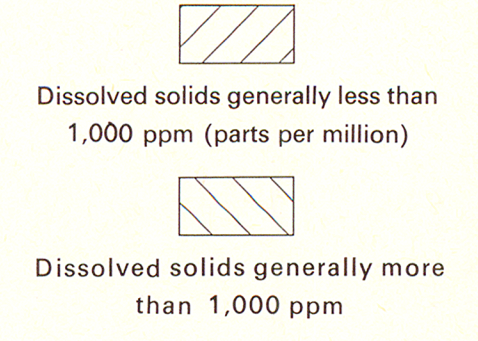 Dissolved solids generally less than
1,000 ppm (parts per million)
Dissolved solids generally more
than 1,000 ppm